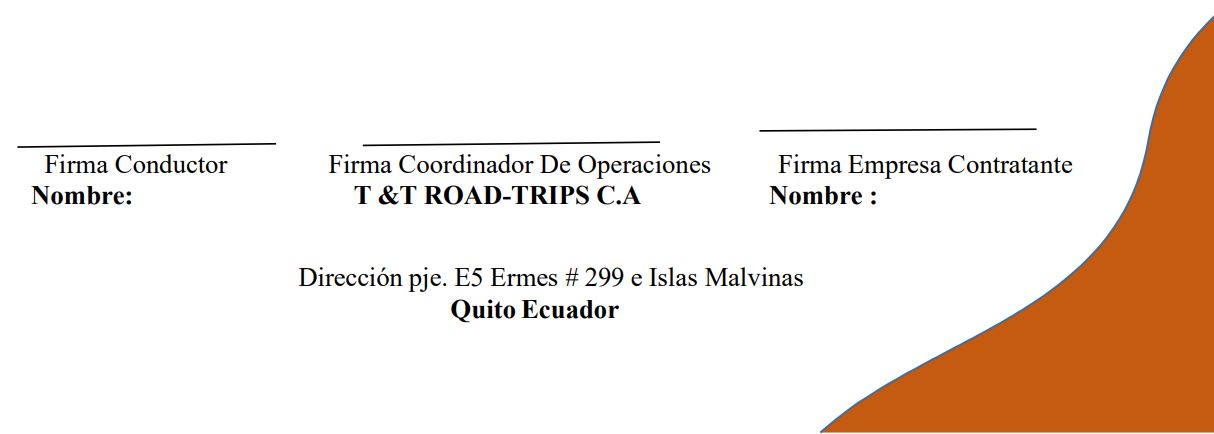 Firma Conductor Firma Coordinador De Operaciones Firma Empresa Contratante
Nombre: T &T ROAD-TRIPS C.A Nombre :
Dirección pje. E5 Ermes # 299 e Islas Malvinas
Quito Ecuador